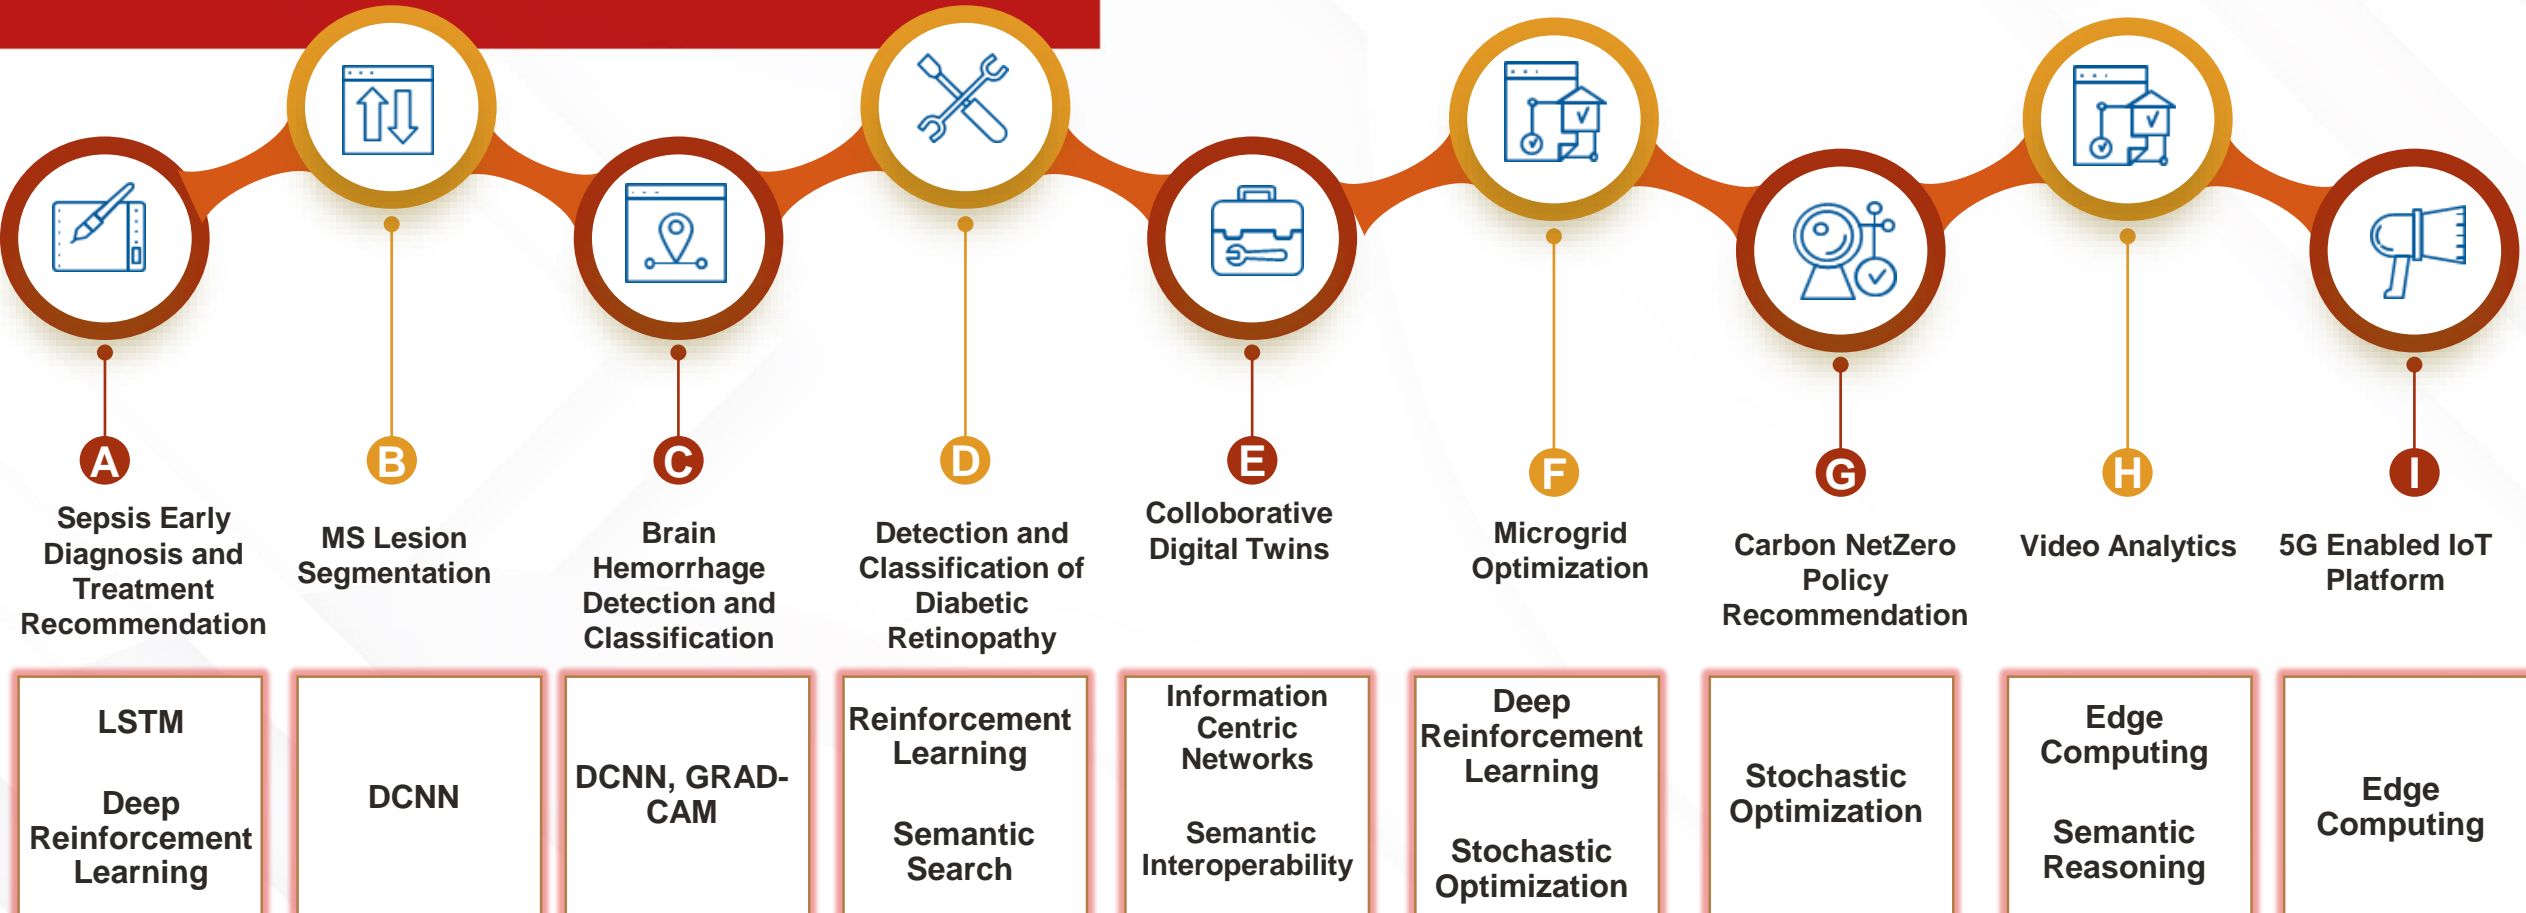 A
Sepsis Early
Diagnosis and
Treatment
Recommendation
LSTM
Deep
Reinforcement
Learning
B
MS Lesion
Segmentation
DCNN
C
Brain
Hemorrhage
Detection and
Classification
DCNN, GRAD-
CAM
D
Detection and
Classification of
Diabetic
Retinopathy
Reinforcement
Learning
Semantic
Search
E
Colloborative
Digital Twins
Information
Centric
Networks
Semantic
Interoperability
F
Microgrid
Optimization
Deep
Reinforcement
Learning
Stochastic
Optimization
G
Carbon NetZero
Policy
Recommendation
Stochastic
Optimization
H
Video Analytics
Edge
Computing
Semantic
Reasoning
I
5G Enabled IoT
Platform
Edge
Computing